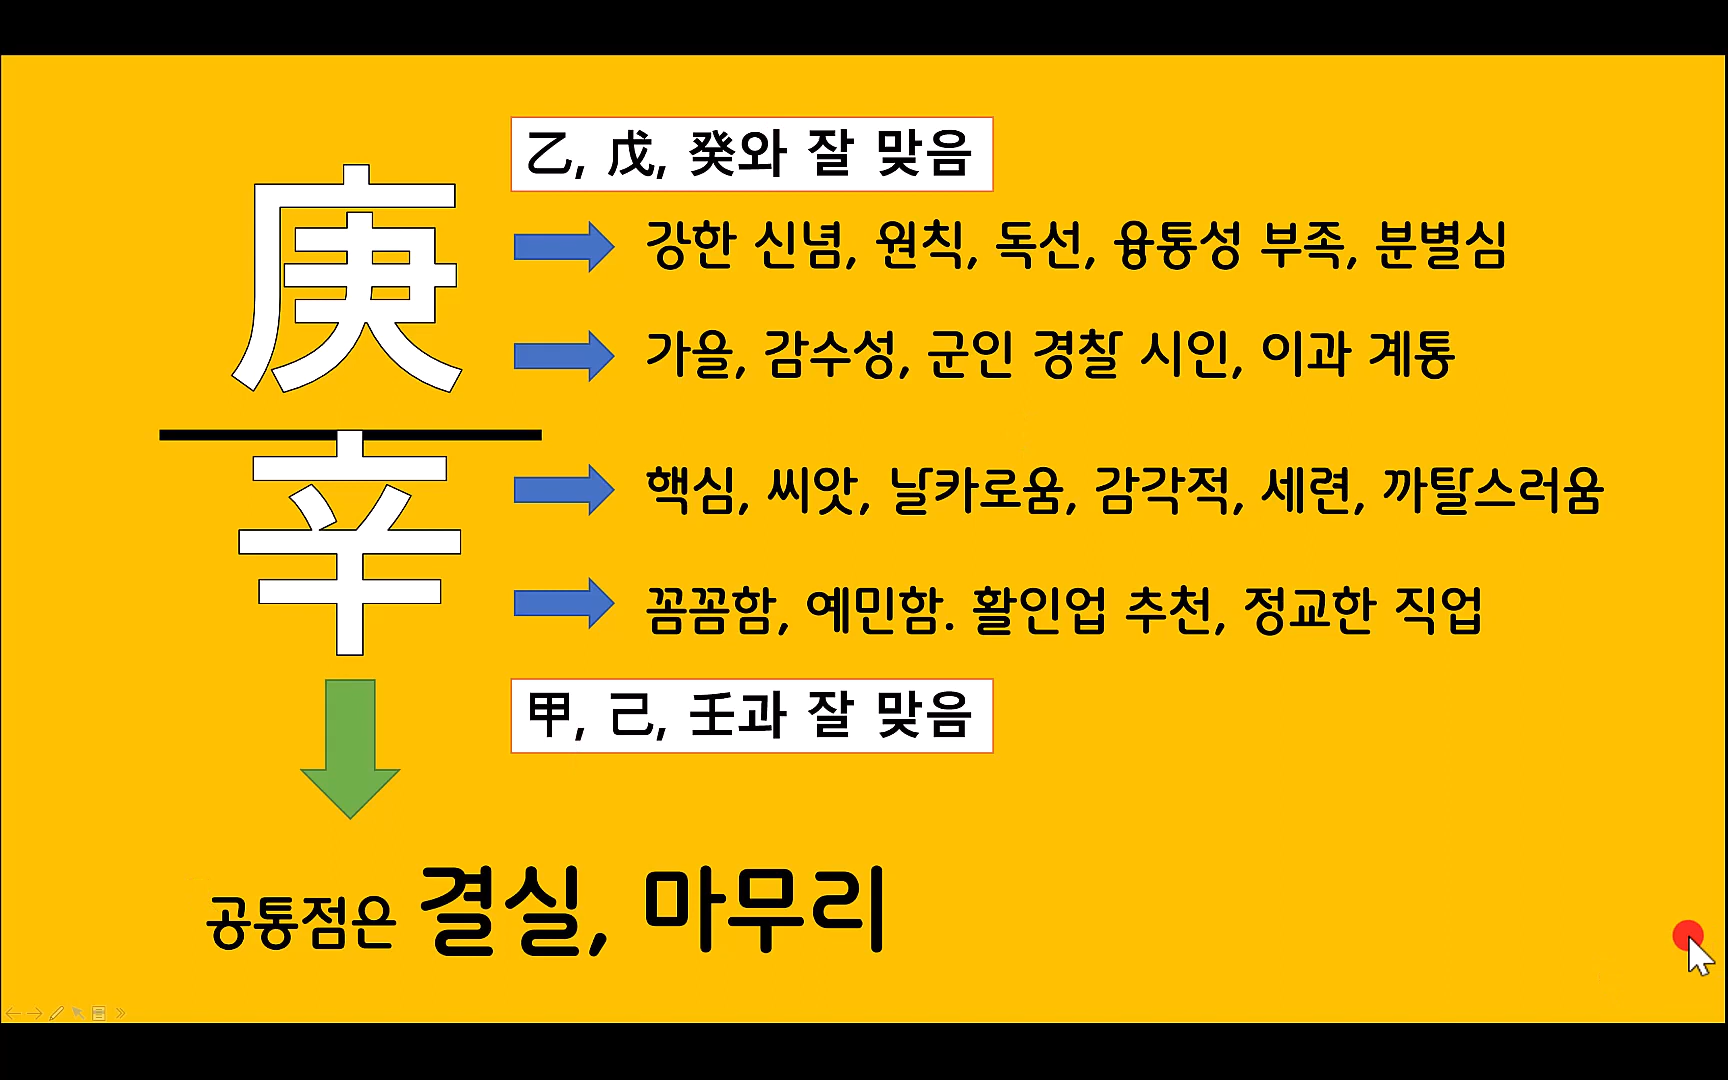 乙, 戊, 癸와 잘 맞음
庚
강한 신념, 원칙, 독선, 융통성 부족, 분별심
가을, 감수성, 군인 경찰 시인, 이과 계통
辛
핵심, 씨앗, 날카로움, 감각적, 세련, 까탈스러움
꼼꼼함, 예민함. 활인업 추천, 정교한 직업
甲, 己, 壬과 잘 맞음
공통점은 결실, 마무리